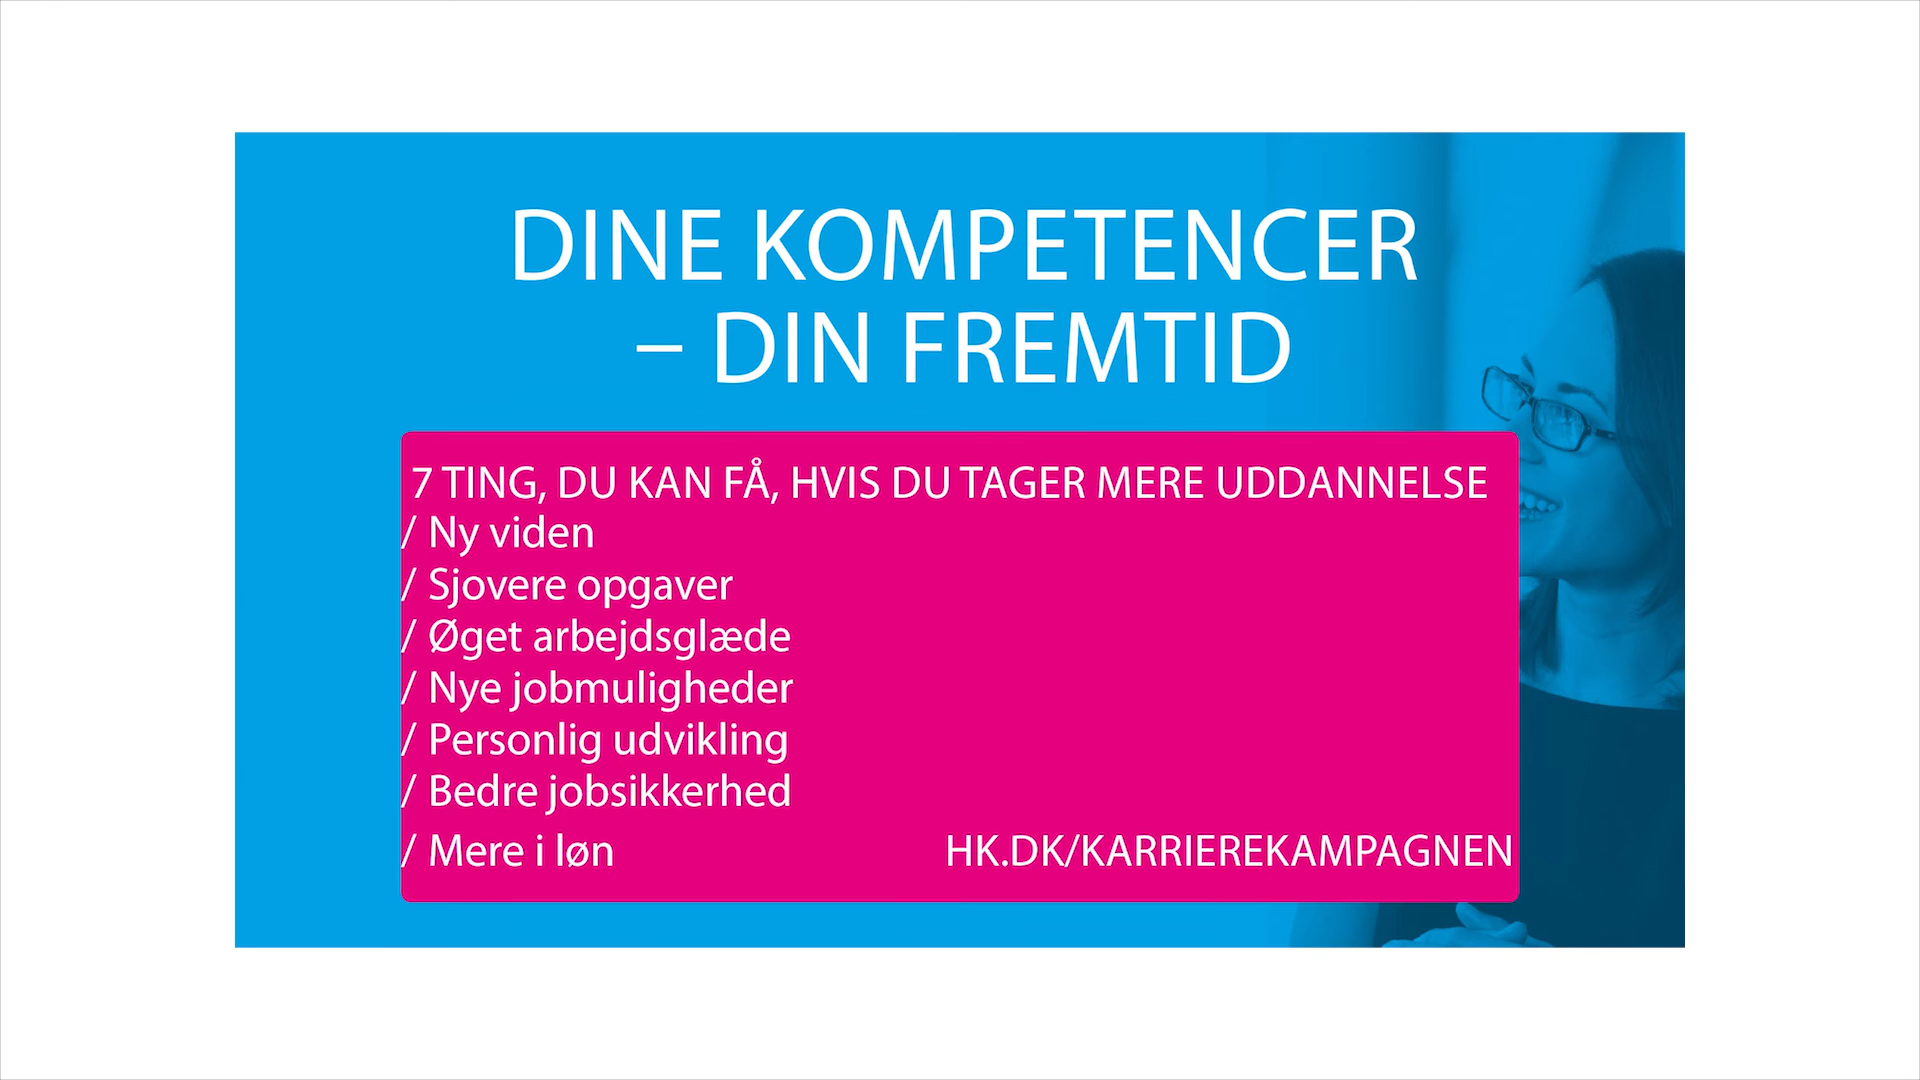 DINE KOMPETENCER
– DIN FREMTID
7 TING, DU KAN FÅ, HVIS DU TAGER MERE UDDANNELSE
/ Ny viden
/ Sjovere opgaver
/ Øget arbejdsglæde
/ Nye jobmuligheder
/ Personlig udvikling
/ Bedre jobsikkerhed
/ Mere i løn HK.DK/KARRIEREKAMPAGNEN